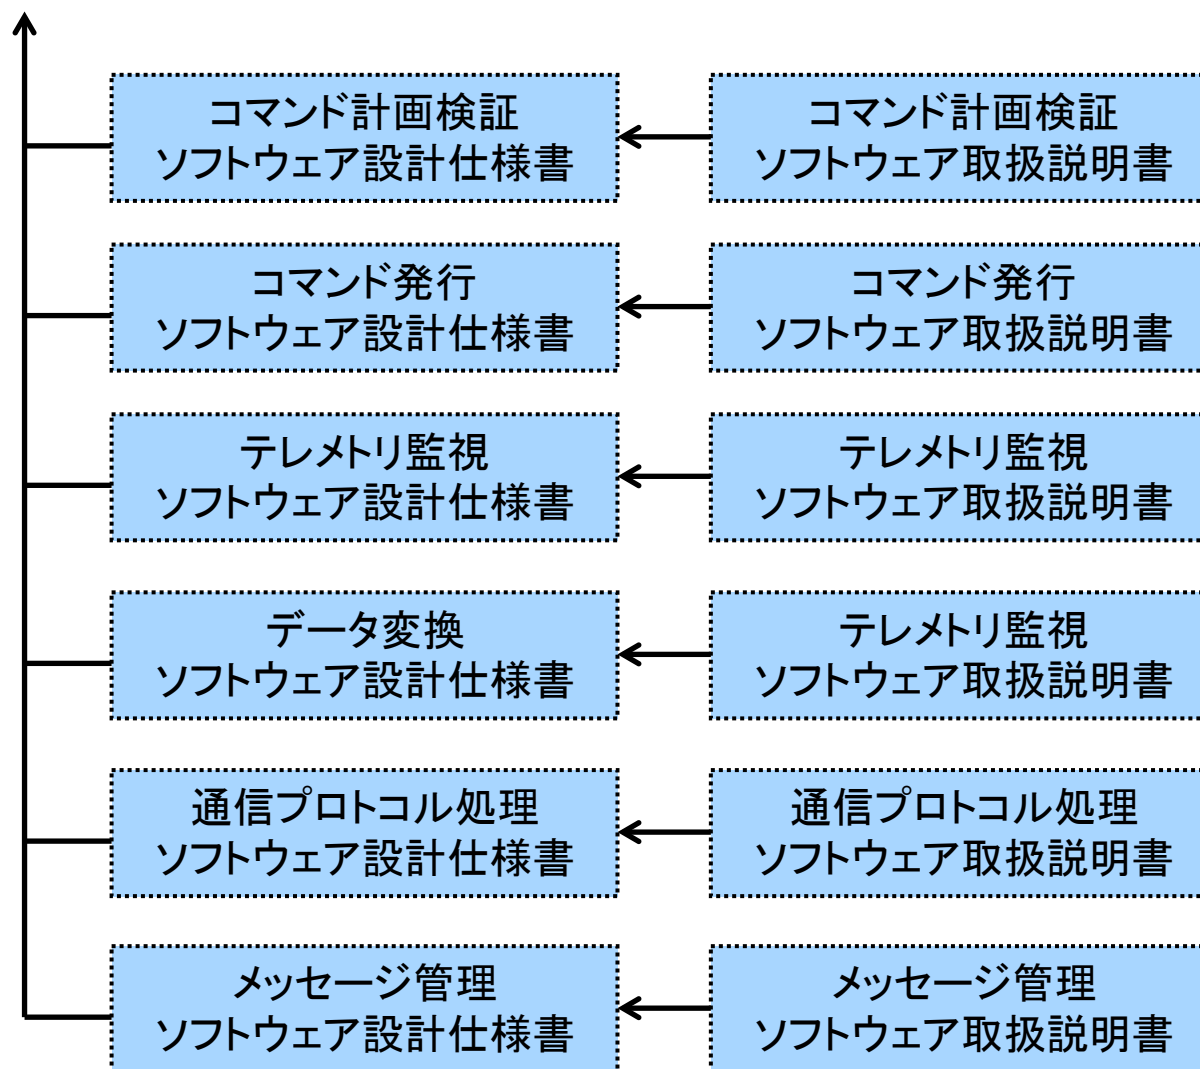 コマンド計画検証
ソフトウェア設計仕様書
コマンド計画検証
ソフトウェア取扱説明書
コマンド発行
ソフトウェア設計仕様書
コマンド発行
ソフトウェア取扱説明書
テレメトリ監視
ソフトウェア設計仕様書
テレメトリ監視
ソフトウェア取扱説明書
データ変換
ソフトウェア設計仕様書
テレメトリ監視
ソフトウェア取扱説明書
通信プロトコル処理
ソフトウェア設計仕様書
通信プロトコル処理
ソフトウェア取扱説明書
メッセージ管理
ソフトウェア設計仕様書
メッセージ管理
ソフトウェア取扱説明書